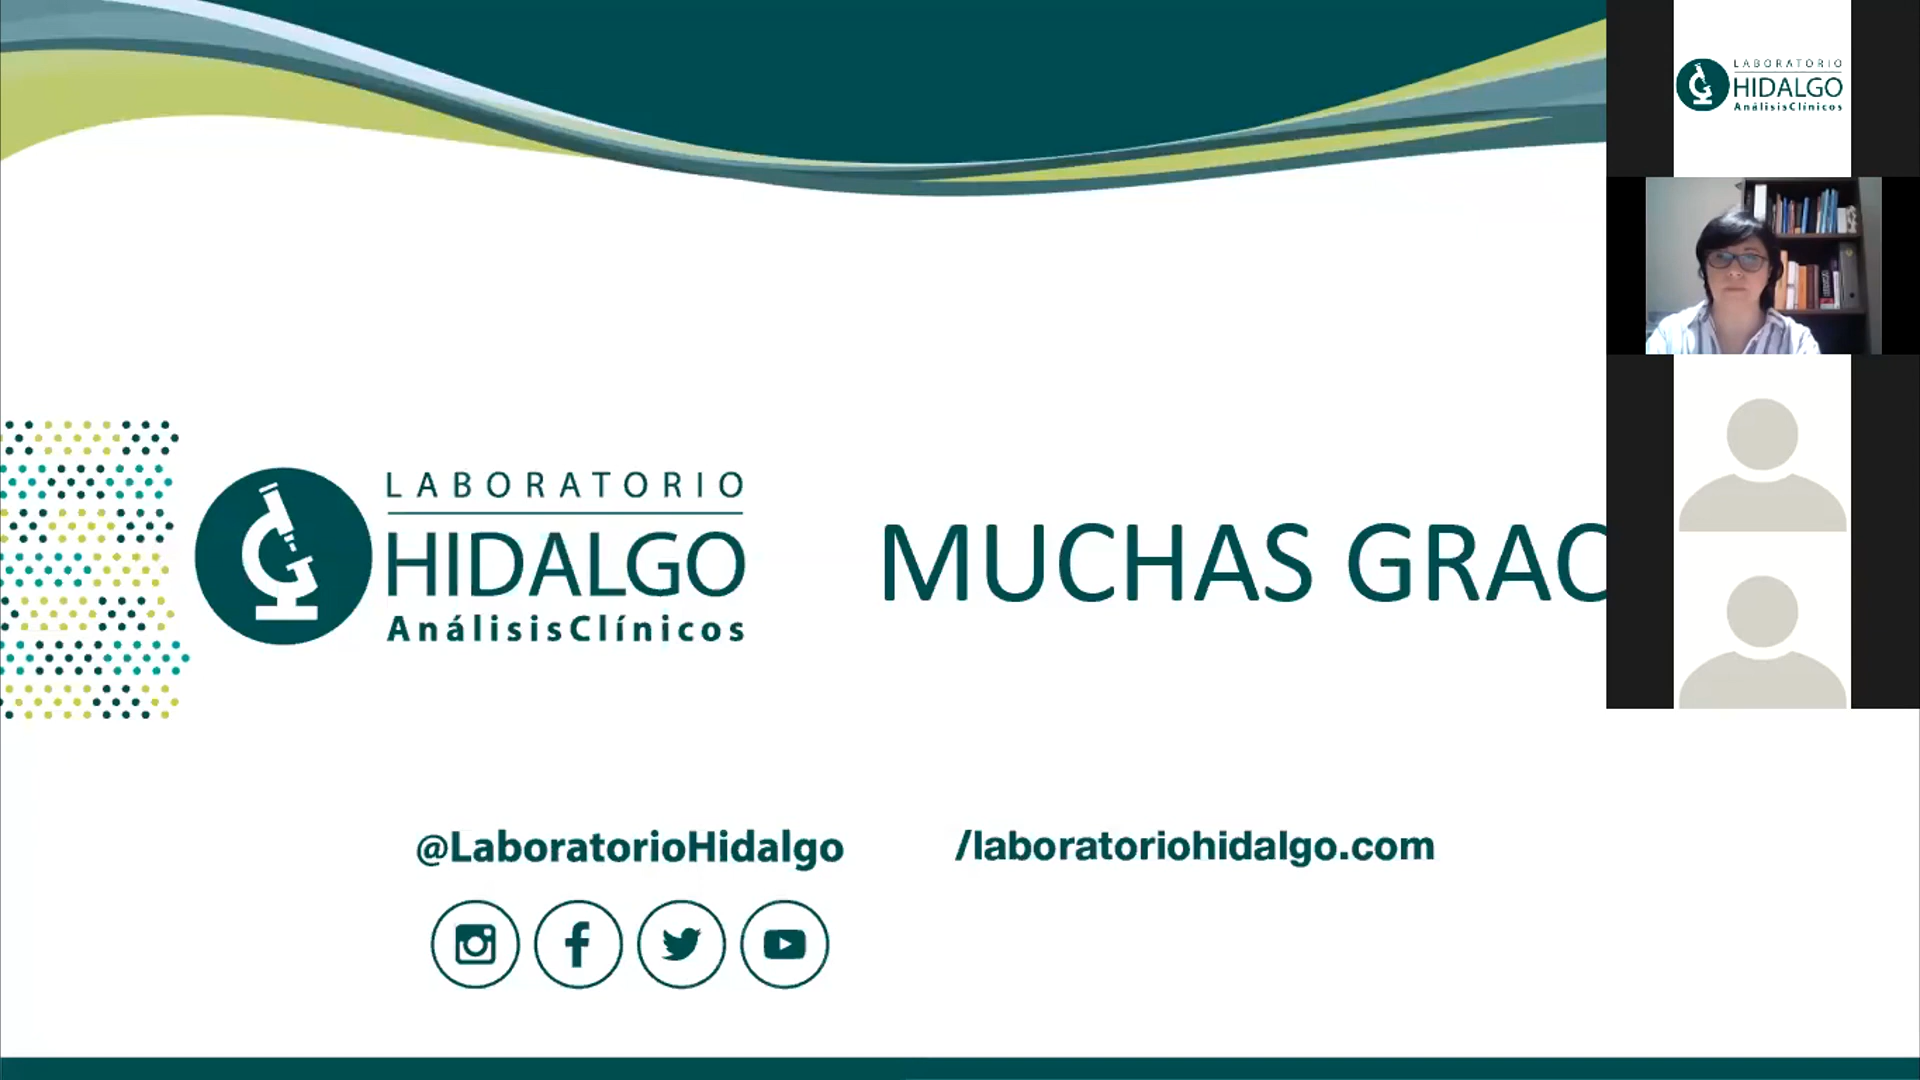 LABORATORIO
HIDALGO
AnálisisClínicos
MUCHAS GRAC
@LaboratorioHidalgo
/laboratoriohidalgo.com
LABORATORIO
HIDALGO
AnálisisClínicos